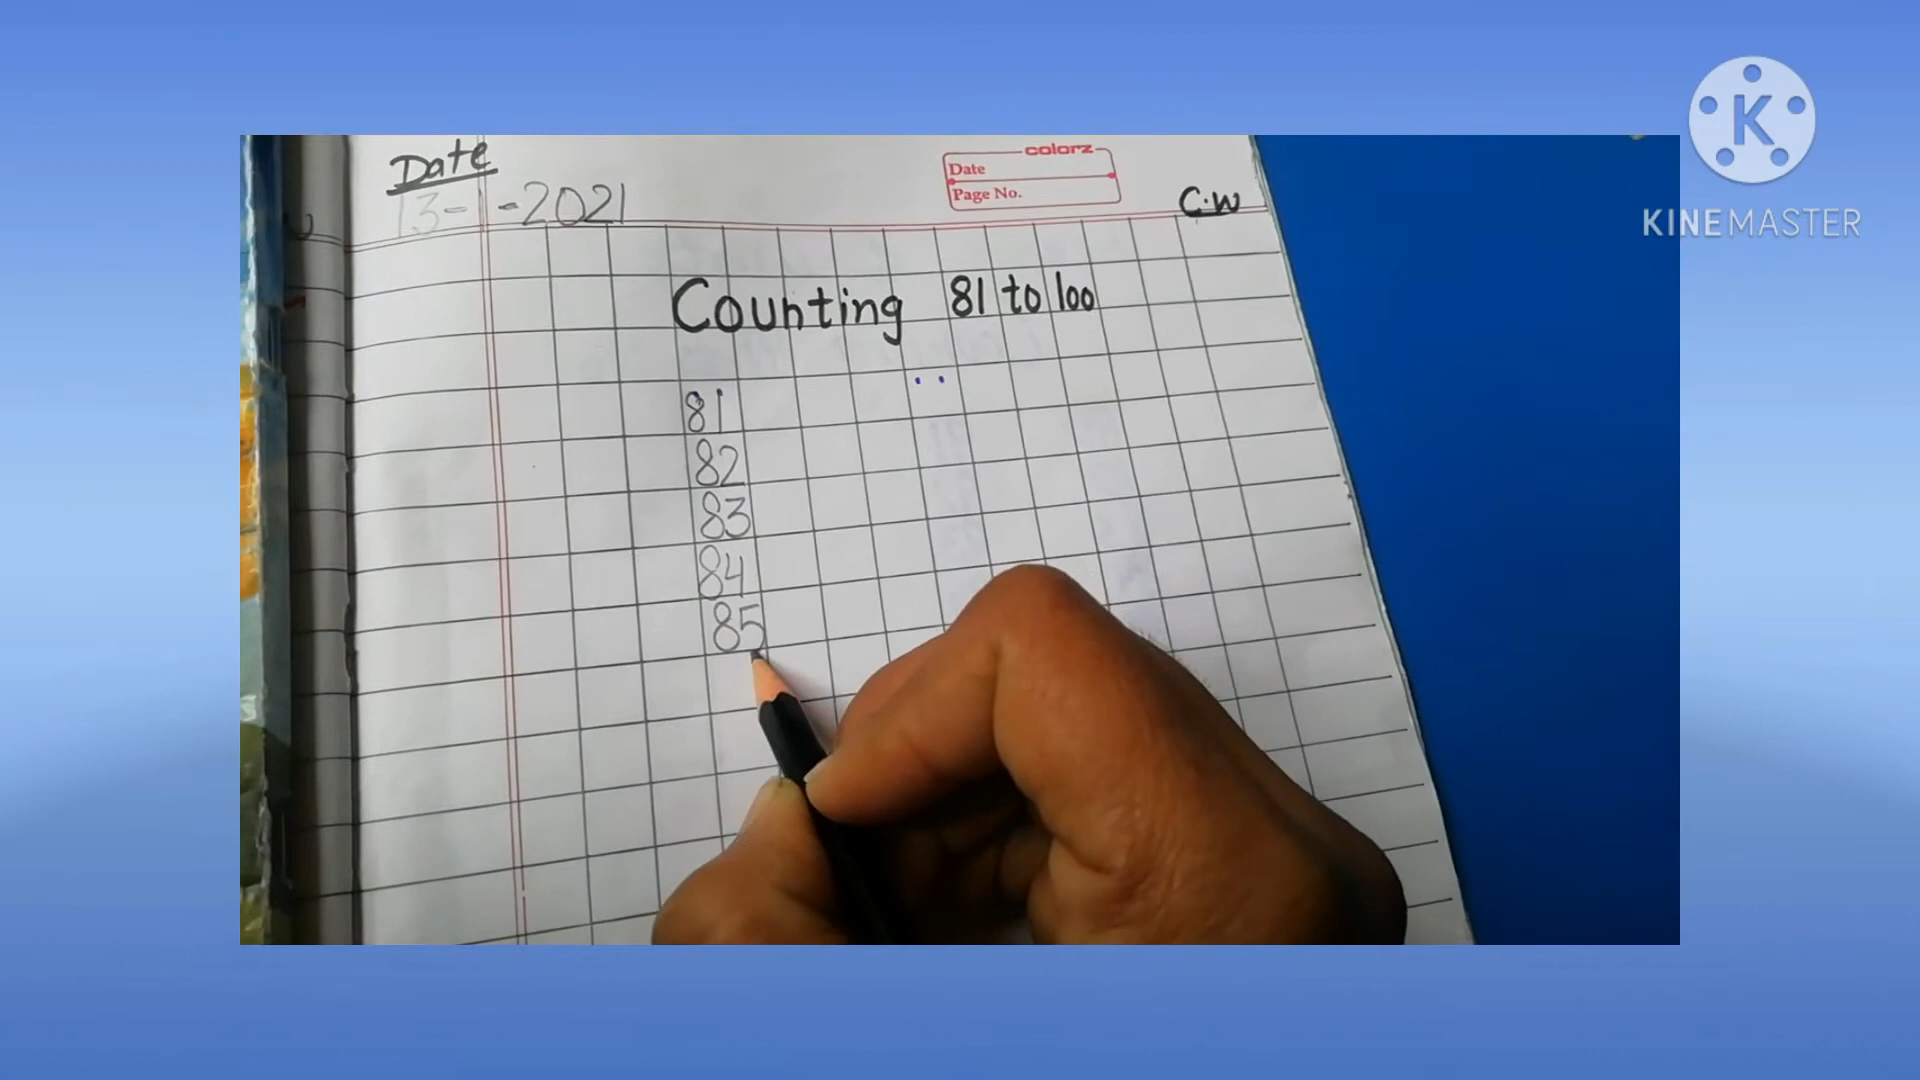 Date
13-1-2021
colorz
Date
Page No.
C.W
Counting 81 to 100
81
82
83
84
85
KINEMASTER